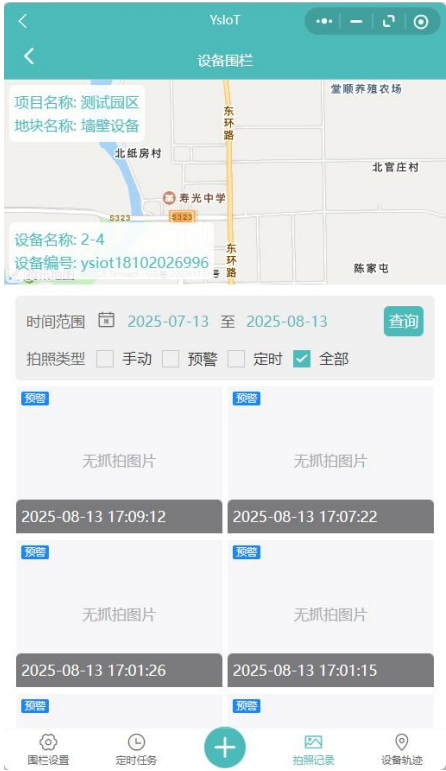 YsIoT
设备围栏
项目名称: 测试园区
地块名称: 墙壁设备
堂顺养殖农场
东环路
北纸房村
北官庄村
寿光中学
S323
S323
设备名称: 2-4
设备编号: ysiot18102026996
号
东环路
陈家屯
时间范围 2025-07-13 至 2025-08-13 查询
拍照类型 手动 预警 定时 全部
预警 预警
无抓拍图片 无抓拍图片
2025-08-13 17:09:12 2025-08-13 17:07:22
预警 预警
无抓拍图片 无抓拍图片
2025-08-13 17:01:26 2025-08-13 17:01:15
预警 预警
围栏设置 定时任务 拍照记录 设备轨迹